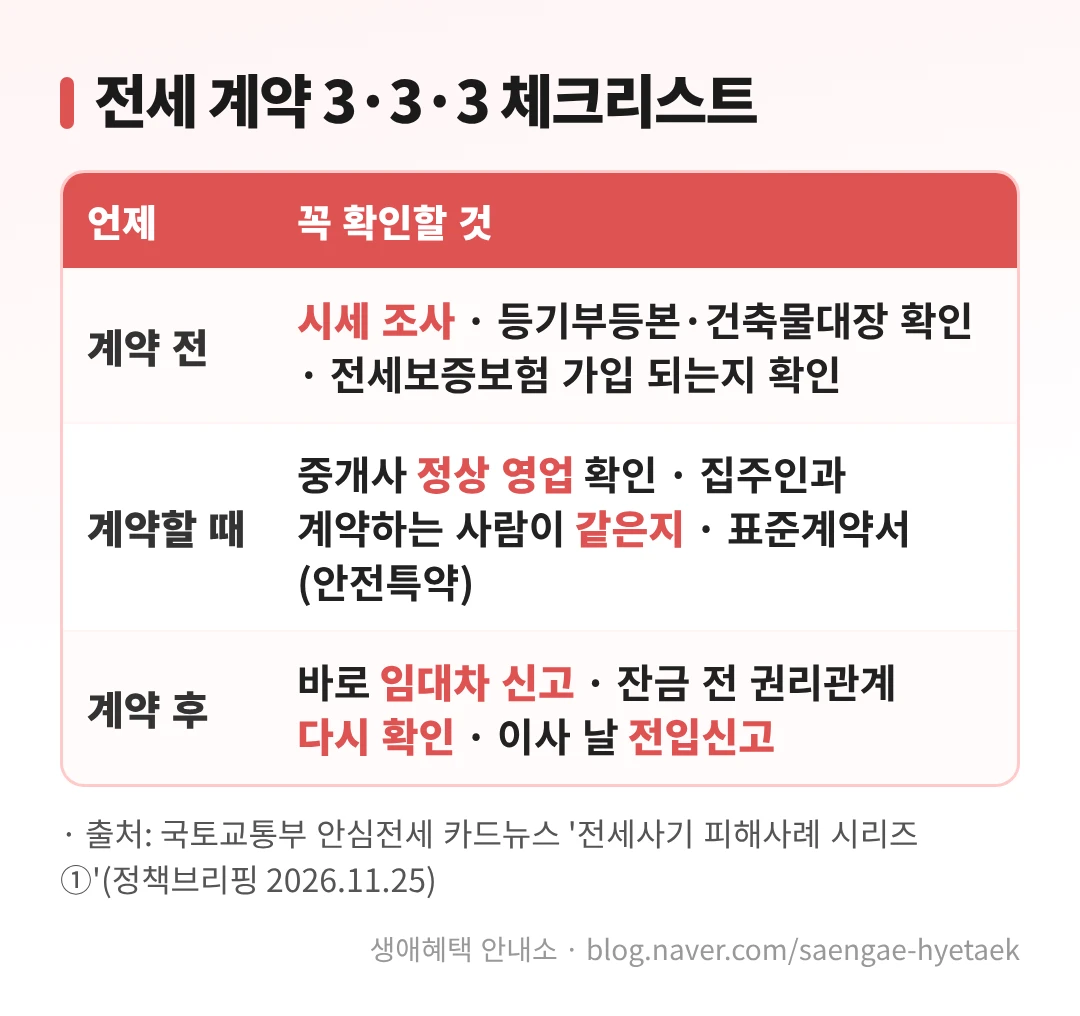 전세 계약 3·3·3 체크리스트
언제 꼭 확인할 것
계약 전
시세 조사 · 등기부등본·건축물대장 확인
· 전세보증보험 가입 되는지 확인
계약할 때
중개사 정상 영업 확인 · 집주인과
계약하는 사람이 같은지 · 표준계약서
(안전특약)
계약 후
바로 임대차 신고 · 잔금 전 권리관계
다시 확인 · 이사 날 전입신고
· 출처: 국토교통부 안심전세 카드뉴스 '전세사기 피해사례 시리즈
①'(정책브리핑 2026.11.25)
생애혜택 안내소 · blog.naver.com/saengae-hyetaek